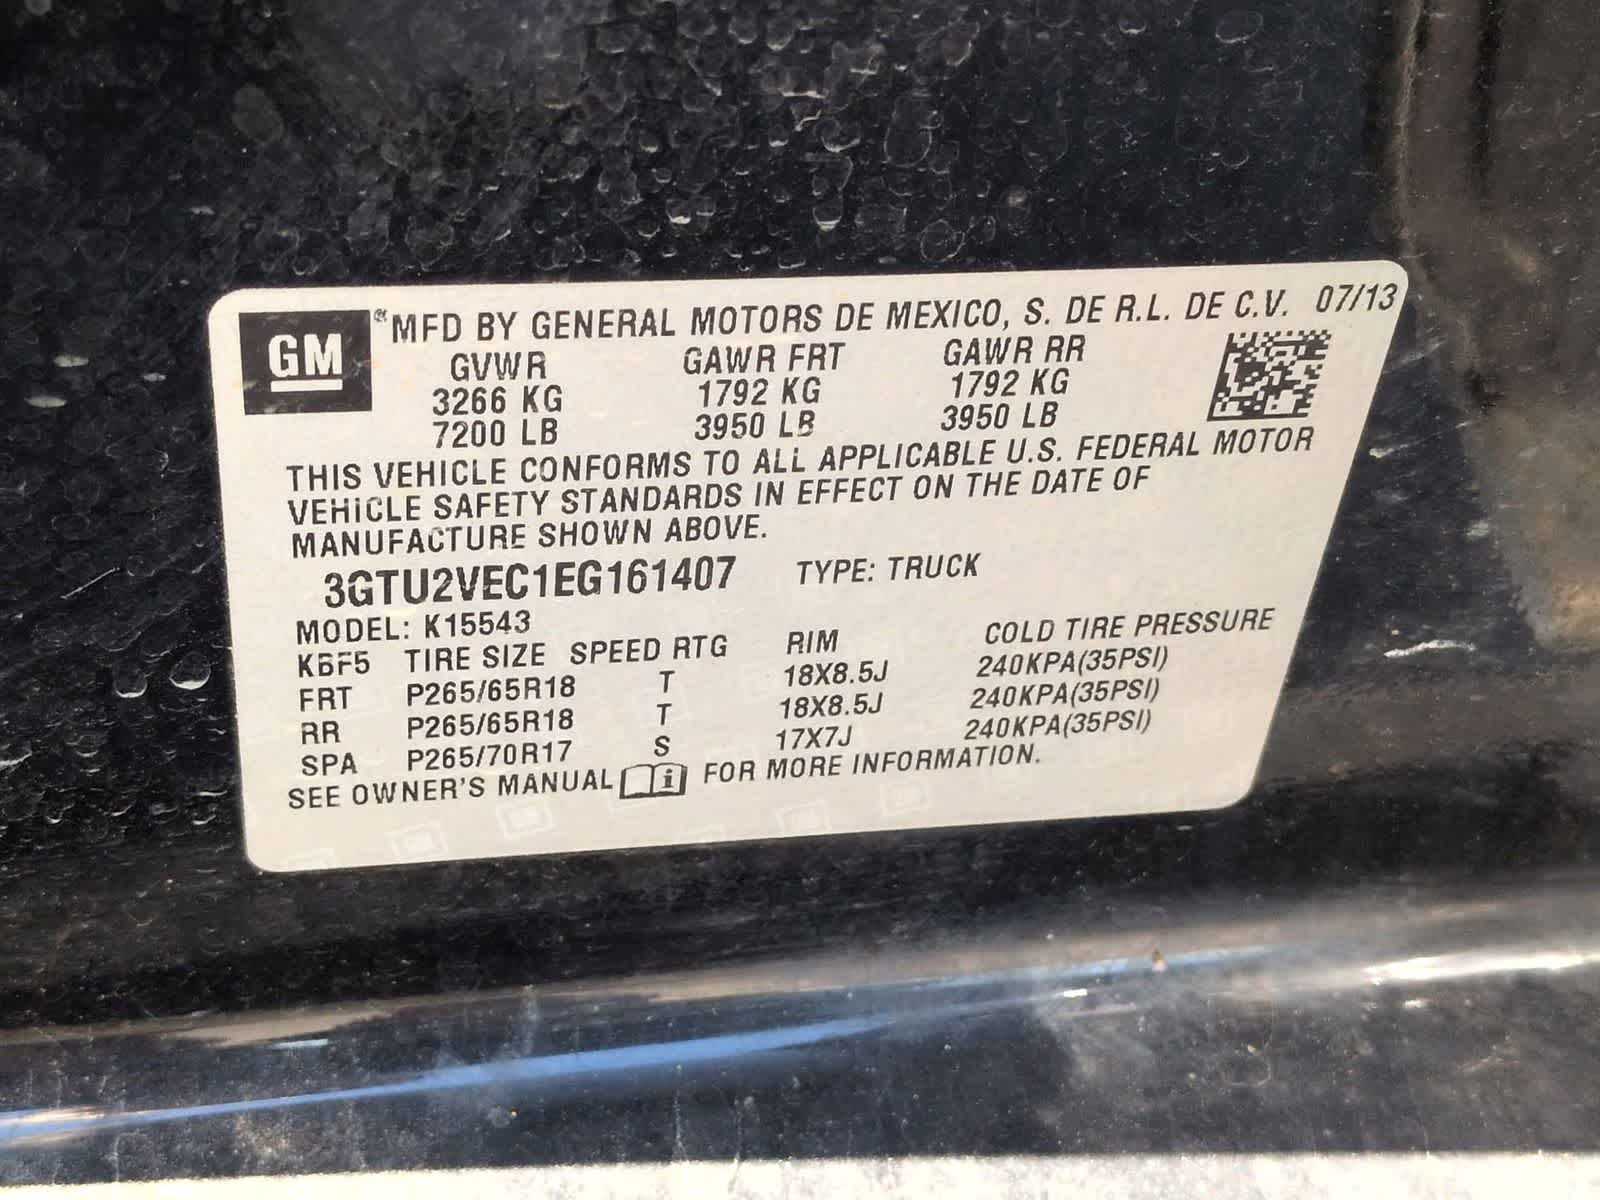 GM ® MFD BY GENERAL MOTORS DE MEXICO, S. DE R.L. DE C.V. 07/13
GVWR GAWR FRT GAWR RR
3266 KG 1792 KG 1792 KG
7200 LB 3950 LB 3950 LB
THIS VEHICLE CONFORMS TO ALL APPLICABLE U.S. FEDERAL MOTOR
VEHICLE SAFETY STANDARDS IN EFFECT ON THE DATE OF
MANUFACTURE SHOWN ABOVE.
3GTU2VEC1EG161407 TYPE: TRUCK
MODEL: K15543
TIRE SIZE SPEED RTG RIM COLD TIRE PRESSURE
FRT P265/65R18 T 18X8.5J 240KPA(35PSI)
RR P265/65R18 T 18X8.5J 240KPA(35PSI)
SPA P265/70R17 S 17X7J 240KPA(35PSI)
SEE OWNER'S MANUAL i FOR MORE INFORMATION.